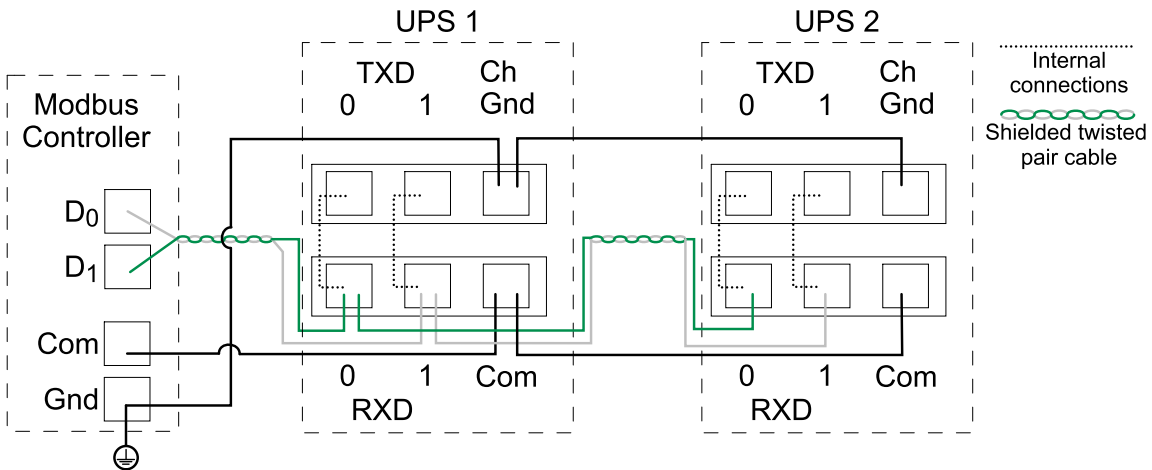 UPS 1
UPS 2
Modbus
Controller
D0
D1
Com
Gnd
TXD
Ch
0
1
Gnd
0
1
Com
RXD
TXD
Ch
0
1
Gnd
0
1
Com
RXD
Internal
connections
Shielded twisted
pair cable